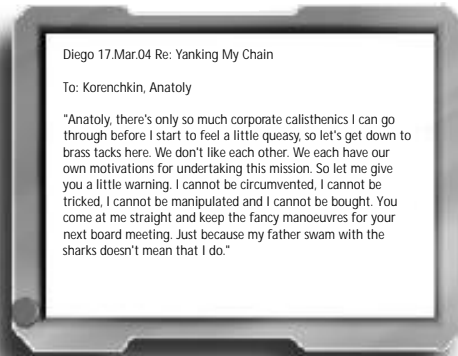 Diego 17.Mar.04 Re: Yanking My Chain
To: Korenchkin, Anatoly
"Anatoly, there's only so much corporate calisthenics I can go
through before I start to feel a little queasy, so let's get down to
brass tacks here. We don't like each other. We each have our
own motivations for undertaking this mission. So let me give
you a little warning. I cannot be circumvented, I cannot be
tricked, I cannot be manipulated and I cannot be bought. You
come at me straight and keep the fancy manoeuvres for your
next board meeting. Just because my father swam with the
sharks doesn't mean that I do."